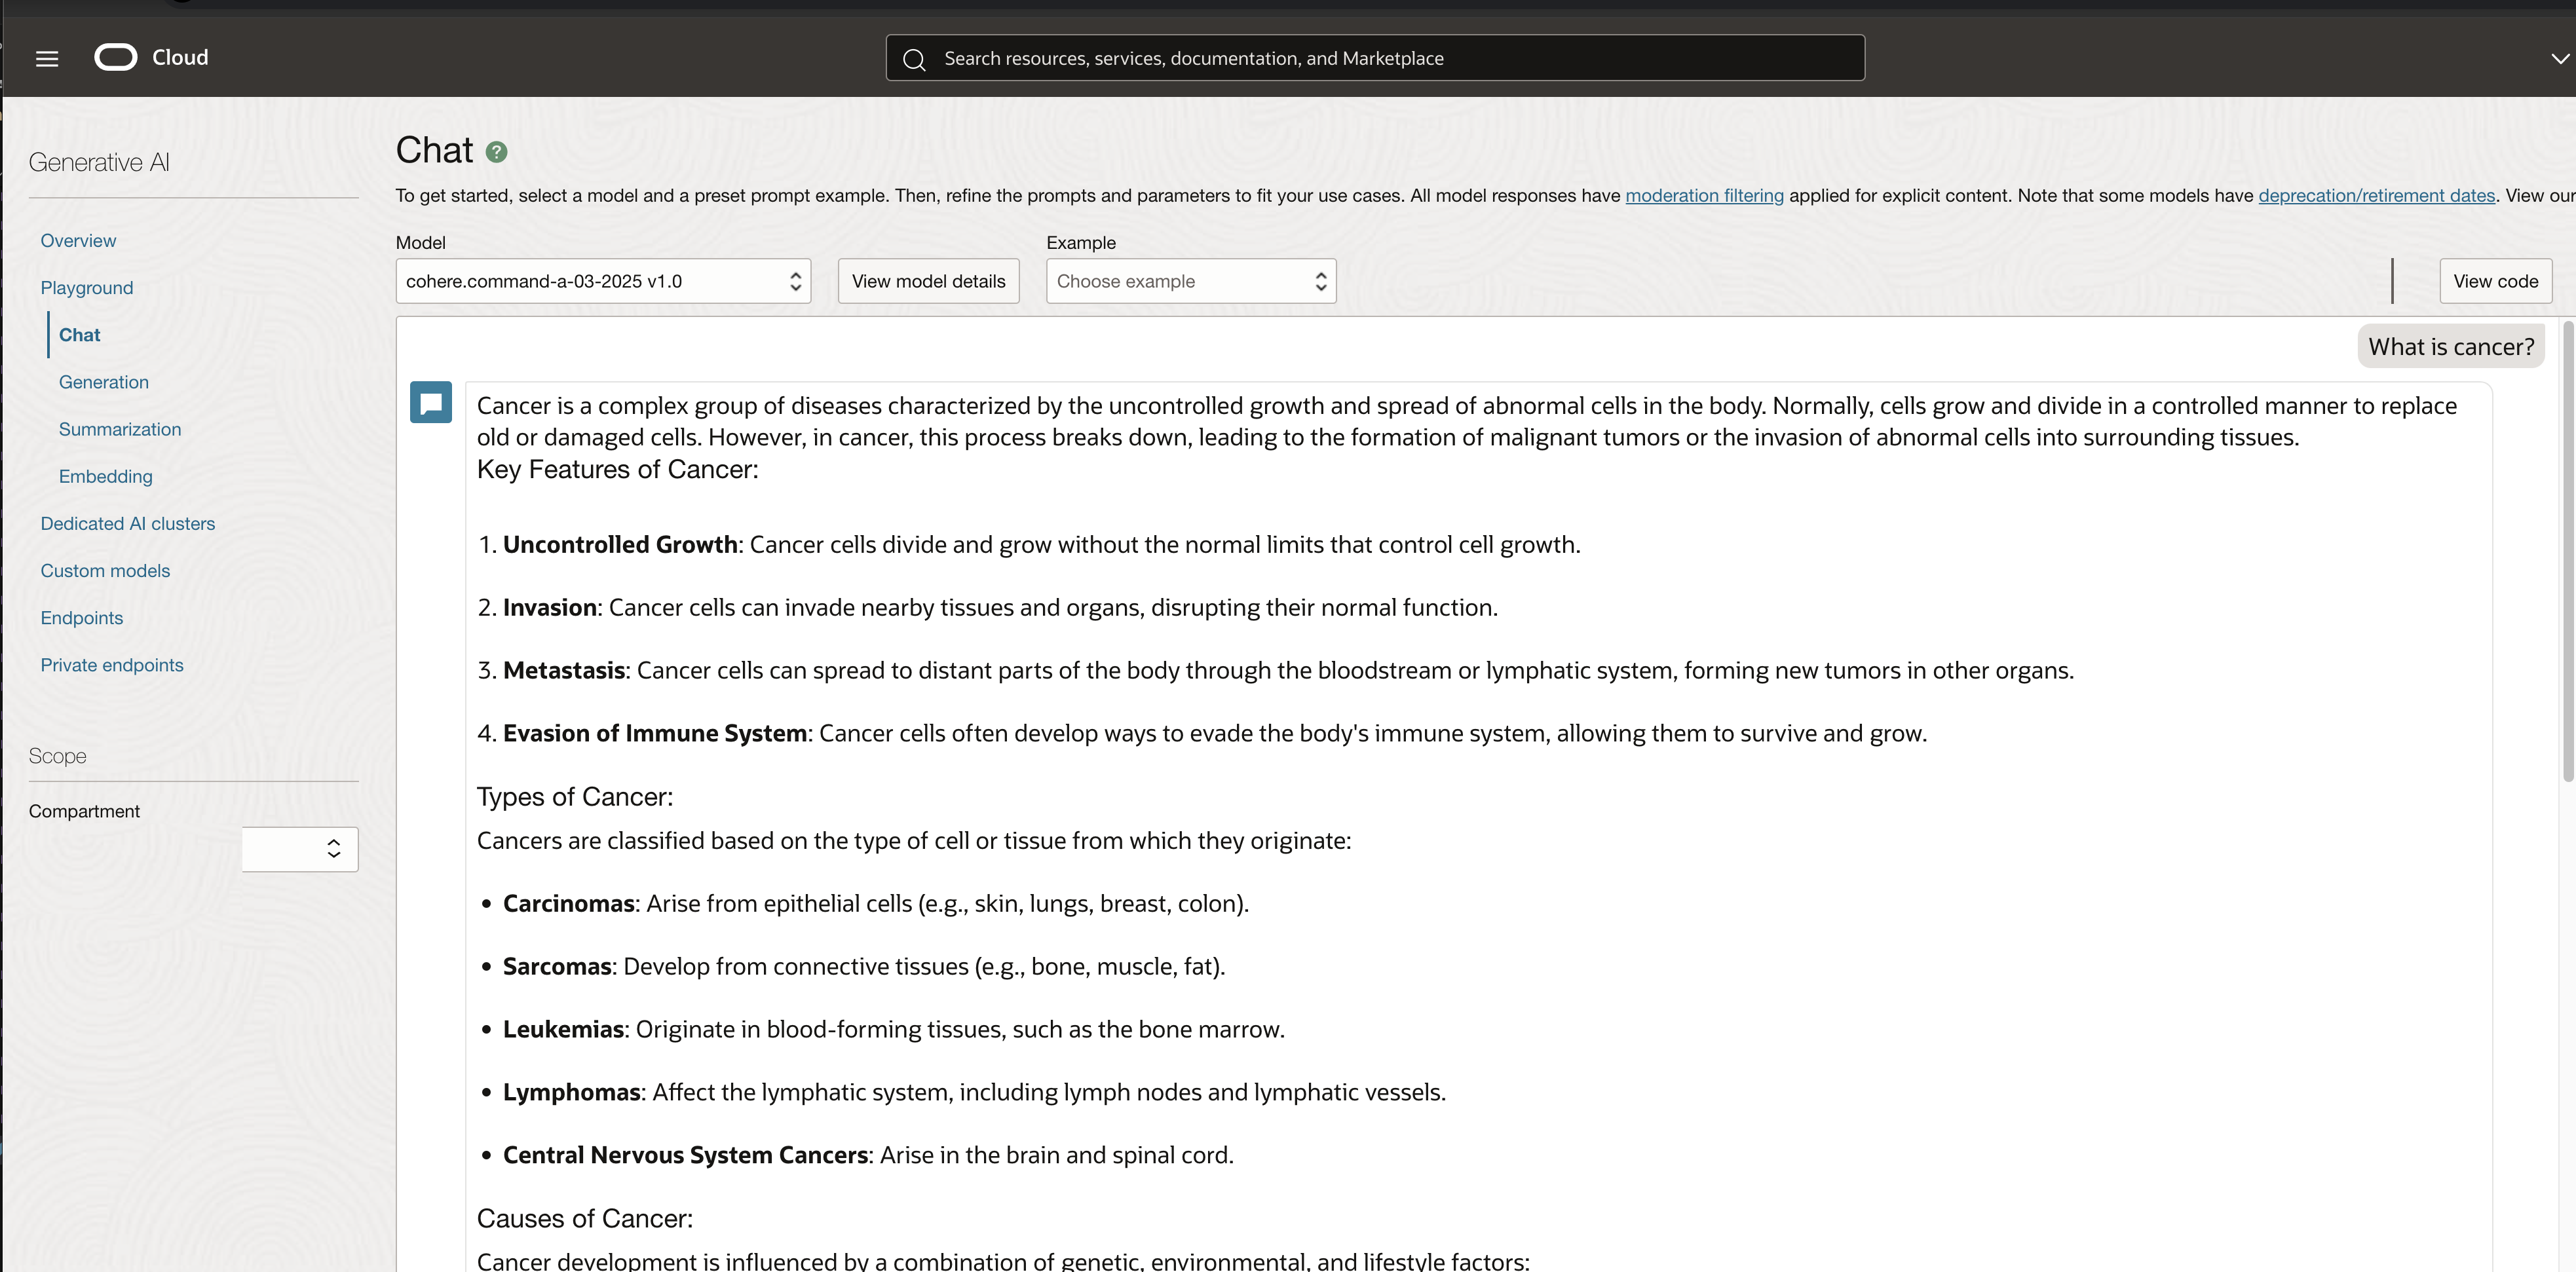 Cloud
Search resources, services, documentation, and Marketplace
Generative AI
Overview
Playground
Chat
Generation
Summarization
Embedding
Dedicated AI clusters
Custom models
Endpoints
Private endpoints
Scope
Compartment
Chat ?
To get started, select a model and a preset prompt example. Then, refine the prompts and parameters to fit your use cases. All model responses have moderation filtering applied for explicit content. Note that some models have deprecation/retirement dates. View our
Model
cohere.command-a-03-2025 v1.0
View model details
Example
Choose example
View code
What is cancer?
Cancer is a complex group of diseases characterized by the uncontrolled growth and spread of abnormal cells in the body. Normally, cells grow and divide in a controlled manner to replace
old or damaged cells. However, in cancer, this process breaks down, leading to the formation of malignant tumors or the invasion of abnormal cells into surrounding tissues.
Key Features of Cancer:
1. Uncontrolled Growth: Cancer cells divide and grow without the normal limits that control cell growth.
2. Invasion: Cancer cells can invade nearby tissues and organs, disrupting their normal function.
3. Metastasis: Cancer cells can spread to distant parts of the body through the bloodstream or lymphatic system, forming new tumors in other organs.
4. Evasion of Immune System: Cancer cells often develop ways to evade the body's immune system, allowing them to survive and grow.
Types of Cancer:
Cancers are classified based on the type of cell or tissue from which they originate:
• Carcinomas: Arise from epithelial cells (e.g., skin, lungs, breast, colon).
• Sarcomas: Develop from connective tissues (e.g., bone, muscle, fat).
• Leukemias: Originate in blood-forming tissues, such as the bone marrow.
• Lymphomas: Affect the lymphatic system, including lymph nodes and lymphatic vessels.
• Central Nervous System Cancers: Arise in the brain and spinal cord.
Causes of Cancer:
Cancer development is influenced by a combination of genetic, environmental, and lifestyle factors: